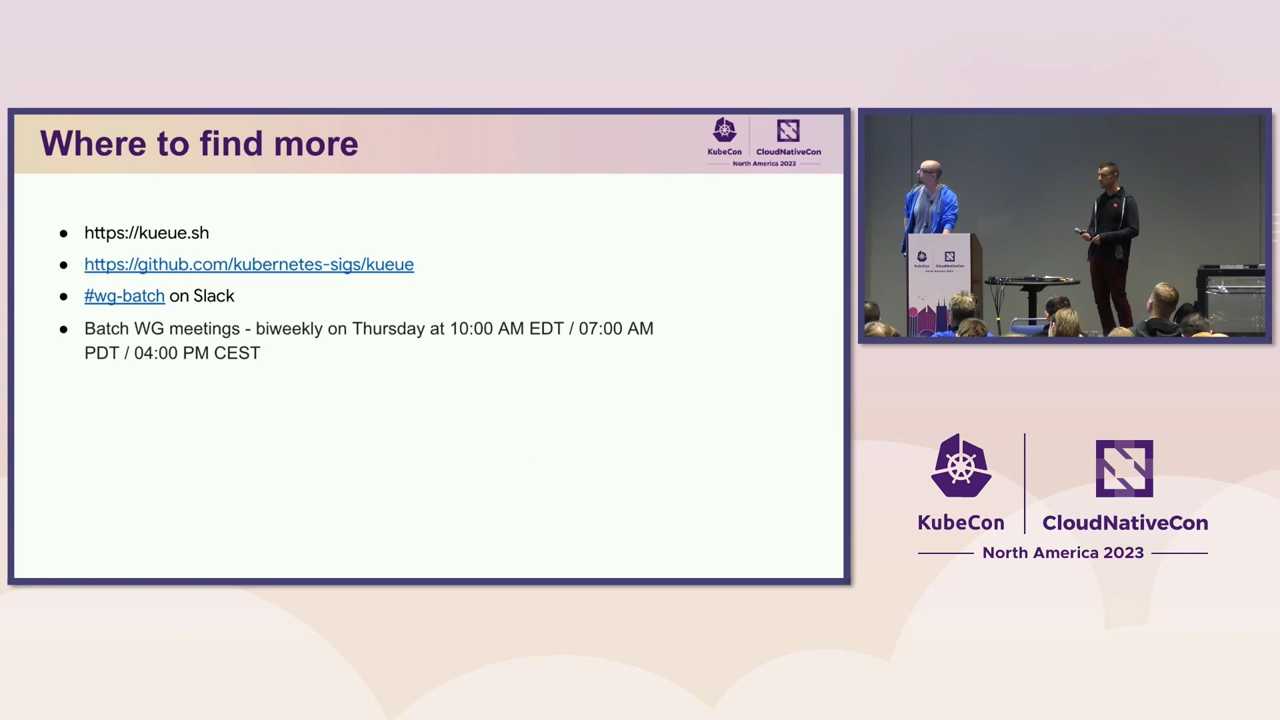 Where to find more
KubeCon
CloudNativeCon
North America 2023
● https://kueue.sh
● https://github.com/kubernetes-sigs/kueue
● #wg-batch on Slack
● Batch WG meetings - biweekly on Thursday at 10:00 AM EDT / 07:00 AM
PDT / 04:00 PM CEST
KubeCon
CloudNativeCon
KubeCon
CloudNativeCon
North America 2023